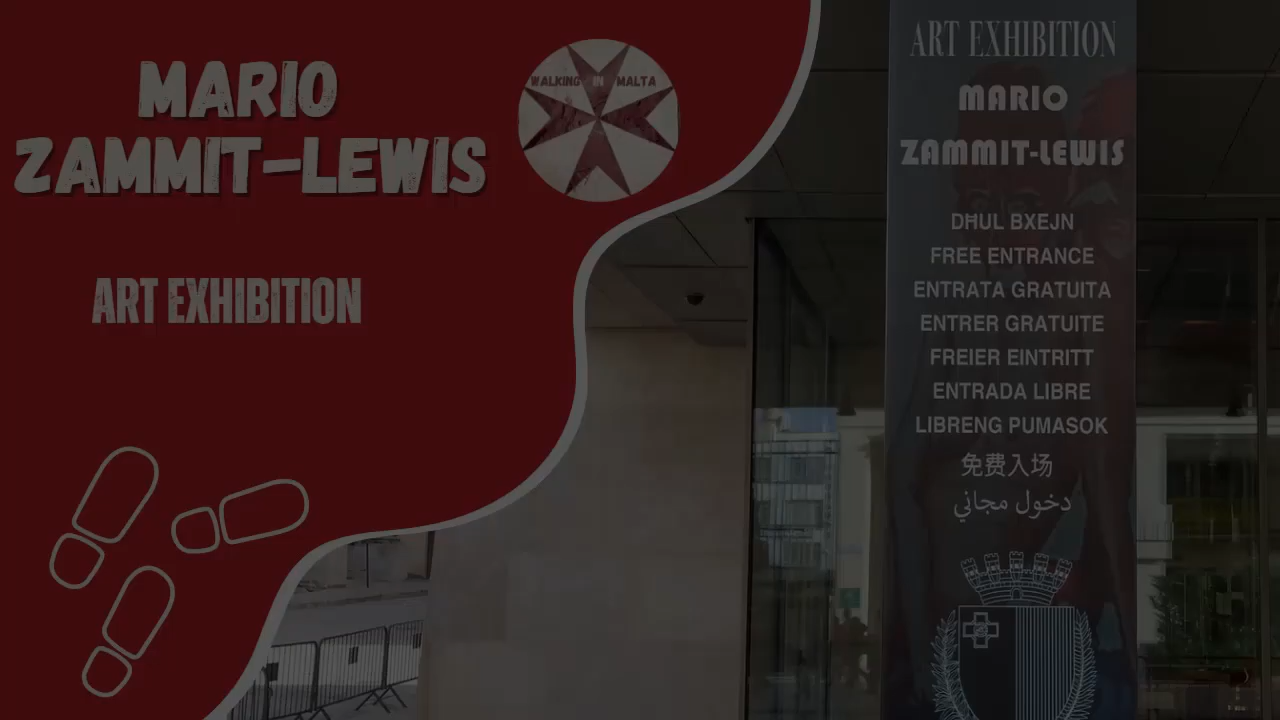 MARIO
ZAMMIT-LEWIS
WALKING IN MALTA
ART EXHIBITION
ART EXHIBITION
MARIO
ZAMMIT-LEWIS
DĦUL BXEJN
FREE ENTRANCE
ENTRATA GRATUITA
ENTRER GRATUITE
FREIER EINTRITT
ENTRADA LIBRE
LIBRENG PUMASOK
免费入场
دخول مجاني